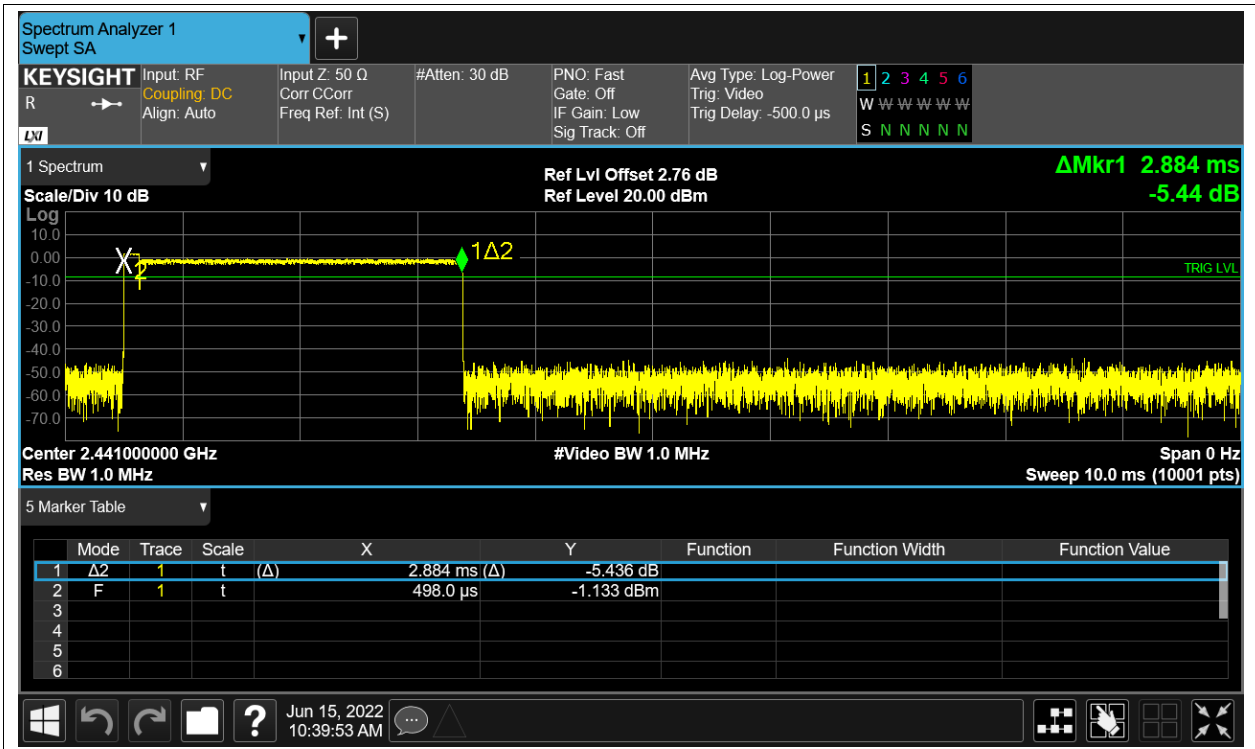 Spectrum Analyzer 1
Swept SA
KEYSIGHT Input: RF Input Z: 50 Ω #Atten: 30 dB PNO: Fast Avg Type: Log-Power 1 2 3 4 5 6
R Coupling: DC Corr CCorr Gate: Off Trig: Video W W W W W W
Align: Auto Freq Ref: Int (S) IF Gain: Low Trig Delay: -500.0 µs
LXI Sig Track: Off S N N N N N
1 Spectrum Ref Lvl Offset 2.76 dB ΔMkr1 2.884 ms
Scale/Div 10 dB Ref Level 20.00 dBm -5.44 dB
Log
10.0
0.00 X 2 1Δ2
TRIG LVL
-10.0
-20.0
-30.0
-40.0
-50.0
-60.0
-70.0
Center 2.441000000 GHz #Video BW 1.0 MHz Span 0 Hz
Res BW 1.0 MHz Sweep 10.0 ms (10001 pts)
5 Marker Table
Mode Trace Scale X Y Function Function Width Function Value
1 Δ2 1 t (Δ) 2.884 ms (Δ) -5.436 dB
2 F 1 t 498.0 µs -1.133 dBm
3
4
5
6
? Jun 15, 2022
10:39:53 AM